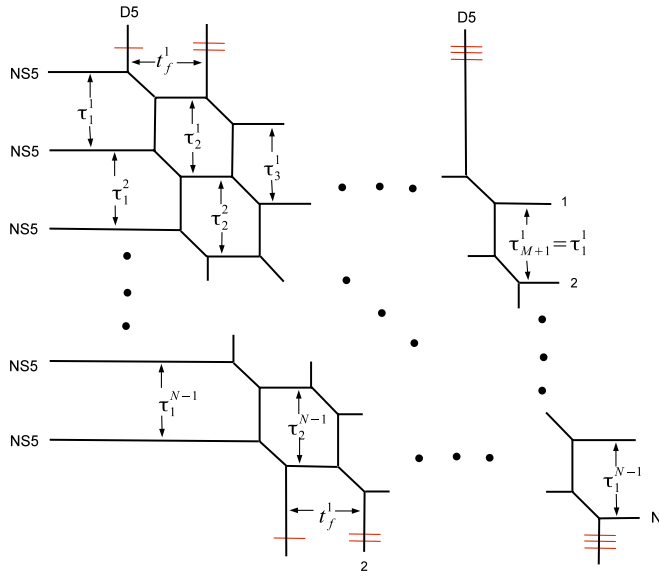 D5
D5
t_f^1
NS5
τ_1^1
τ_2^1
NS5
τ_3^1
τ_1^2
1
τ_2^2
NS5
τ_{M+1}^1=τ_1^1
2
NS5
τ_1^{N-1}
τ_2^{N-1}
NS5
τ_1^{N-1}
t_f^1
N
2